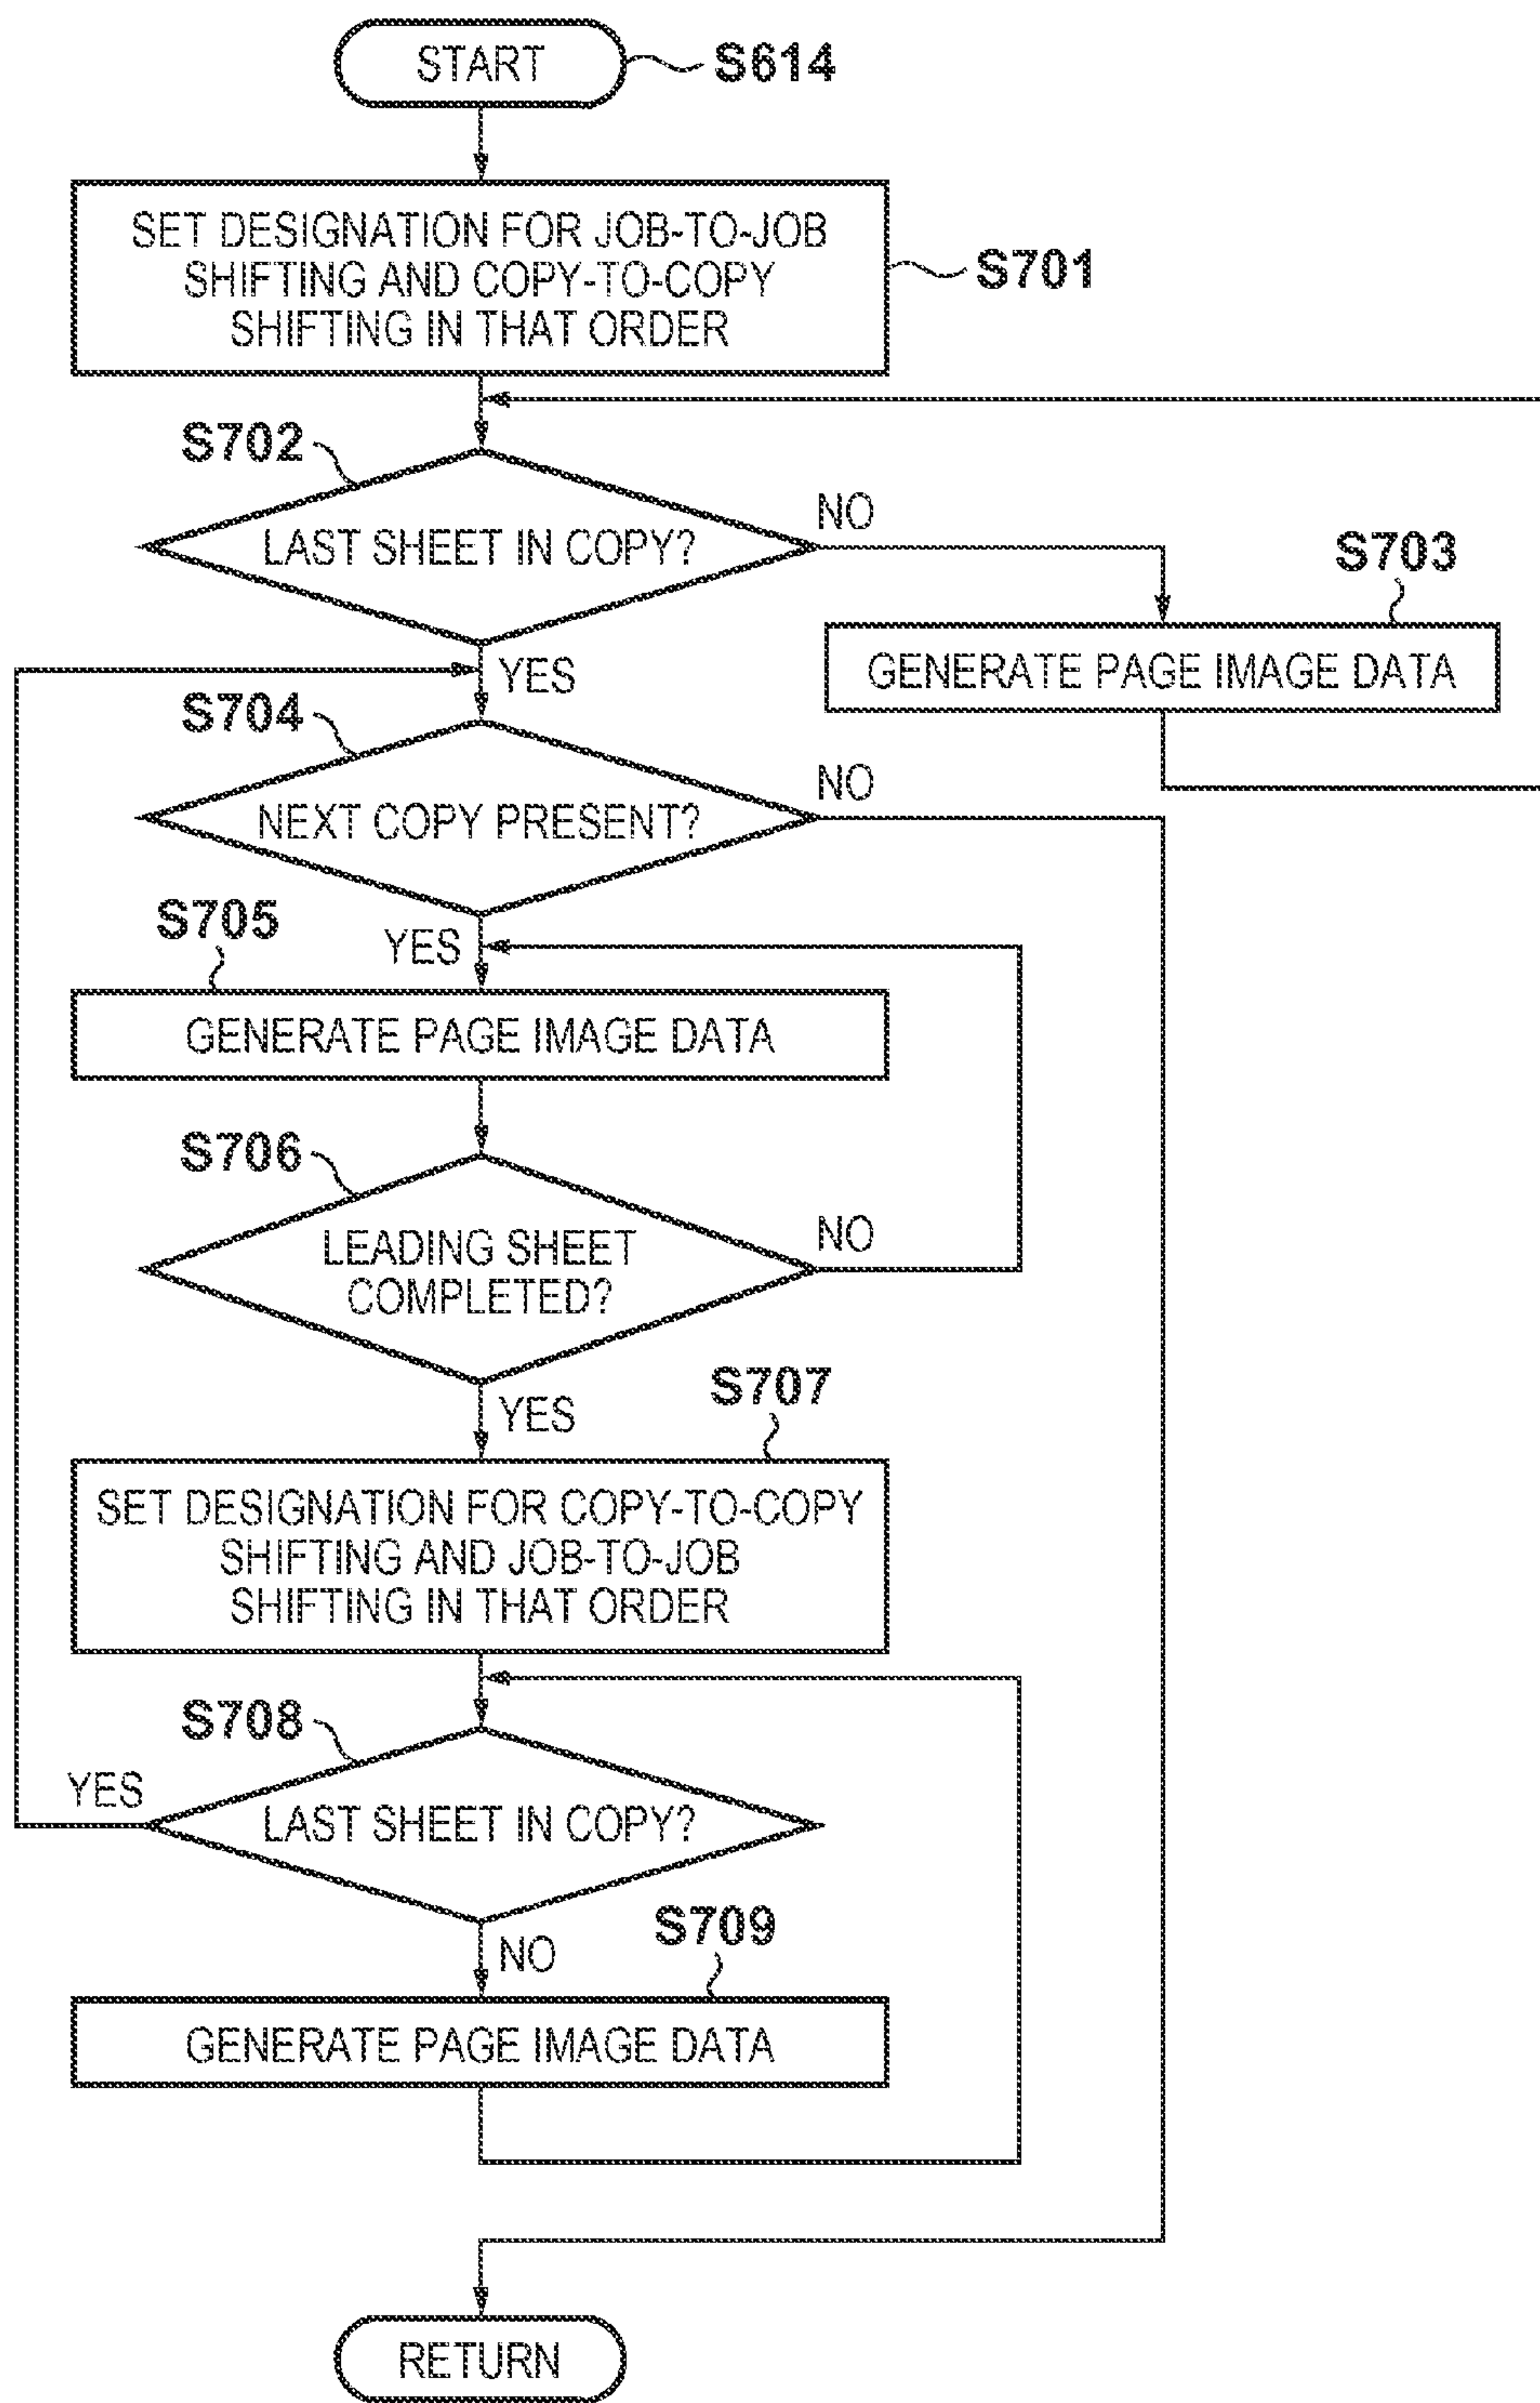 START
S614
SET DESIGNATION FOR JOB-TO-JOB
SHIFTING AND COPY-TO-COPY
SHIFTING IN THAT ORDER
S701
S702
LAST SHEET IN COPY?
NO
YES
S703
GENERATE PAGE IMAGE DATA
S704
NEXT COPY PRESENT?
NO
YES
S705
GENERATE PAGE IMAGE DATA
S706
LEADING SHEET
COMPLETED?
NO
YES
S707
SET DESIGNATION FOR COPY-TO-COPY
SHIFTING AND JOB-TO-JOB
SHIFTING IN THAT ORDER
S708
YES
LAST SHEET IN COPY?
NO
S709
GENERATE PAGE IMAGE DATA
RETURN